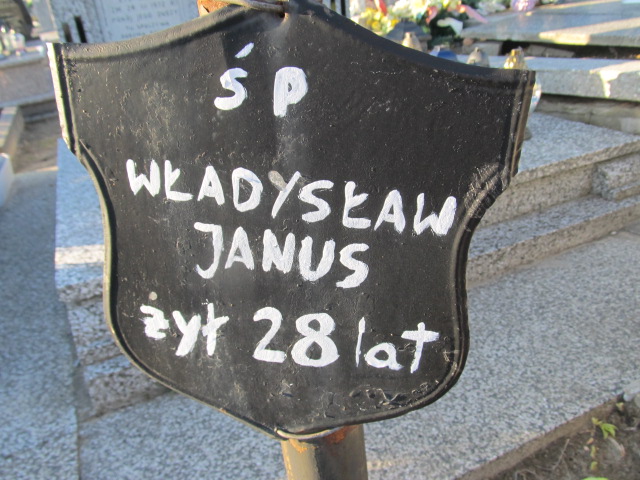 Ś P
WŁADYSŁAW
JANUS
żył 28 lat